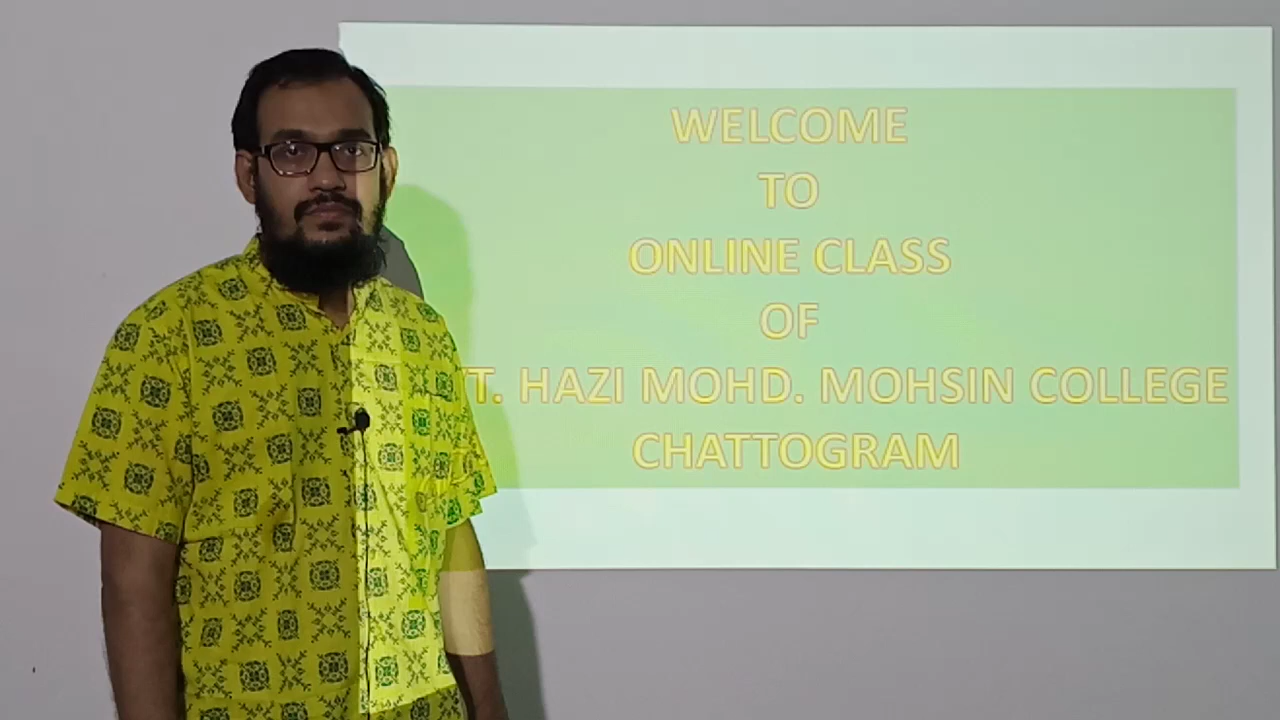 WELCOME
TO
ONLINE CLASS
OF
T. HAZI MOHD. MOHSIN COLLEGE
CHATTOGRAM